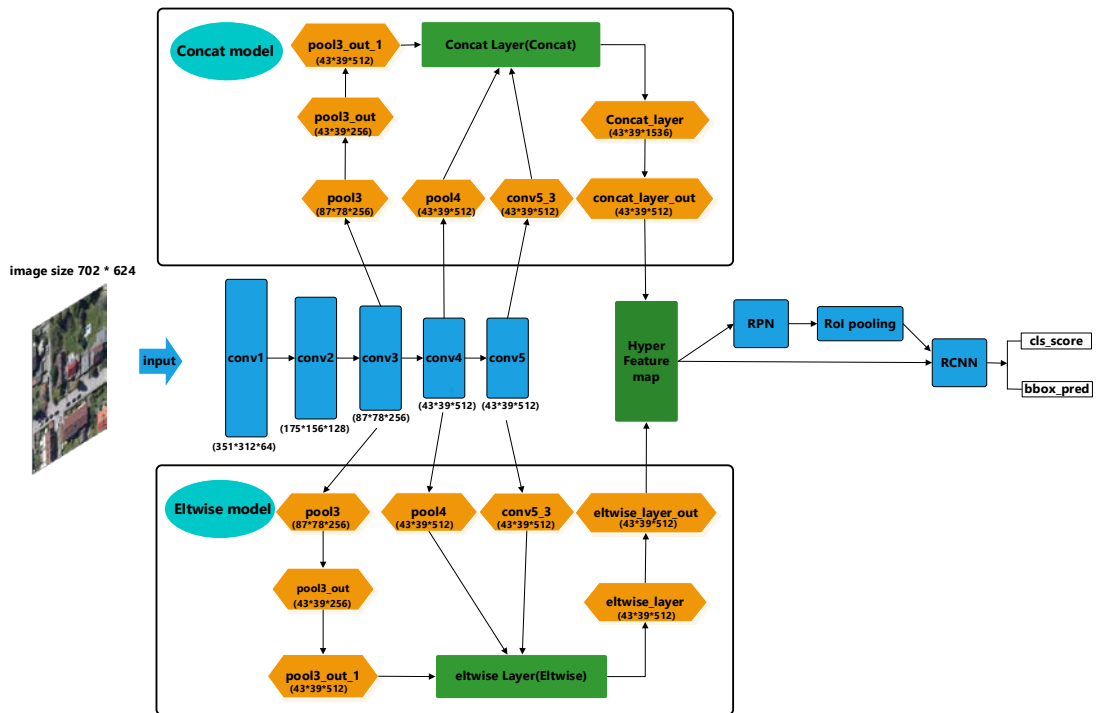 Concat model
pool3_out_1
(43*39*512)
Concat Layer(Concat)
pool3_out
(43*39*256)
Concat_layer
(43*39*1536)
pool3
(87*78*256)
pool4
(43*39*512)
conv5_3
(43*39*512)
concat_layer_out
(43*39*512)
image size 702 * 624
input
conv1
(351*312*64)
conv2
(175*156*128)
conv3
(87*78*256)
conv4
(43*39*512)
conv5
(43*39*512)
Hyper
Feature
map
RPN
RoI pooling
RCNN
cls_score
bbox_pred
Eltwise model
pool3
(87*78*256)
pool4
(43*39*512)
conv5_3
(43*39*512)
eltwise_layer_out
(43*39*512)
pool3_out
(43*39*256)
eltwise_layer
(43*39*512)
pool3_out_1
(43*39*512)
eltwise Layer(Eltwise)